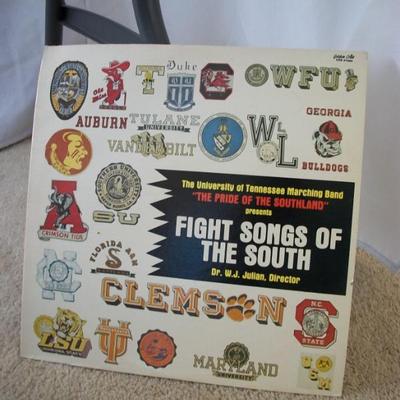 Ole Miss
T
Duke
C
WFU
AUBURN
TULANE
UNIVERSITY
VANDERBILT
W
L
GEORGIA
BULLDOGS
A
CRIMSON TIDE
SU
The University of Tennessee Marching Band
"THE PRIDE OF THE SOUTHLAND"
presents
FIGHT SONGS OF
THE SOUTH
Dr. W.J. Julian, Director
FLORIDA A&M
S
NC
CLEMSON
N.C.
S
STATE
LSU
UT
MARYLAND
UNIVERSITY
USM